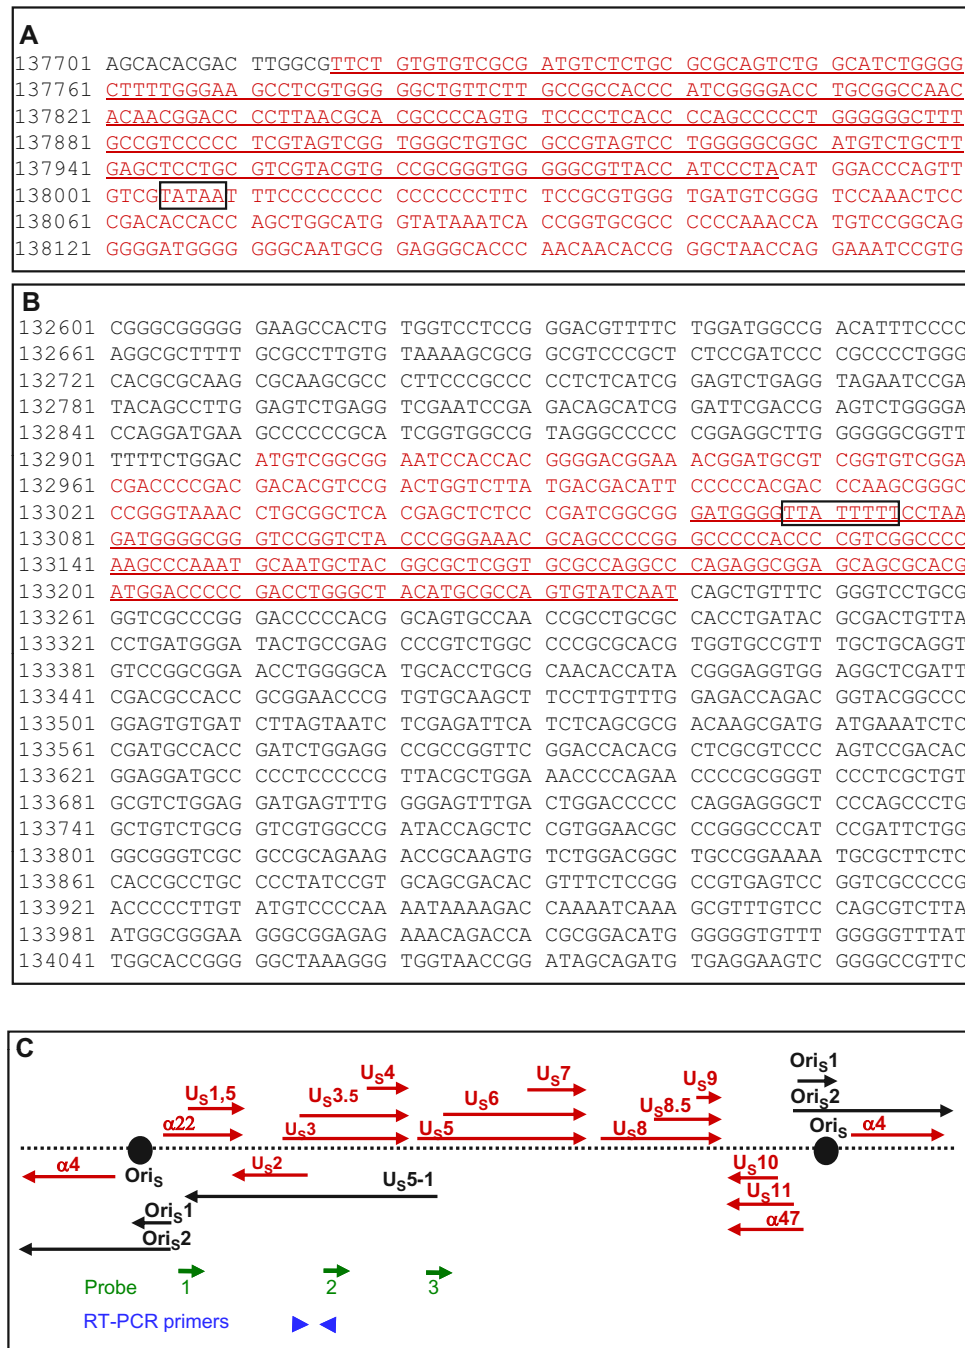 A
137701 AGCACACGAC TTGGCGTTCT GTGTGTCGCG ATGTCTCTGC GCGCAGTCTG GCATCTGGGG
137761 CTTTTGGGAA GCCTCGTGGG GGCTGTTCTT GCCGCCACCC ATCGGGGACC TGCGGCCAAC
137821 ACAACGGACC CCTTAACGCA CGCCCCAGTG TCCCCTCACC CCAGCCCCCT GGGGGGCTTT
137881 GCCGTCCCCC TCGTAGTCGG TGGGCTGTGC GCCGTAGTCC TGGGGGCGGC ATGTCTGCTT
137941 GAGCTCCTGC GTCGTACGTG CCGCGGGTGG GGGCGTTACC ATCCCTACAT GGACCCAGTT
138001 GTCGTATAAT TTCCCCCCCC CCCCCCCTTC TCCGCGTGGG TGATGTCGGG TCCAAACTCC
138061 CGACACCACC AGCTGGCATG GTATAAATCA CCGGTGCGCC CCCCAAACCA TGTCCGGCAG
138121 GGGGATGGGG GGGCAATGCG GAGGGCACCC AACAACACCG GGCTAACCAG GAAATCCGTG
B
132601 CGGGCGGGGG GAAGCCACTG TGGTCCTCCG GGACGTTTTC TGGATGGCCG ACATTTCCCC
132661 AGGCGCTTTT GCGCCTTGTG TAAAAGCGCG GCGTCCCGCT CTCCGATCCC CGCCCCTGGG
132721 CACGCGCAAG CGCAAGCGCC CTTCCCGCCC CCTCTCATCG GAGTCTGAGG TAGAATCCGA
132781 TACAGCCTTG GAGTCTGAGG TCGAATCCGA GACAGCATCG GATTCGACCG AGTCTGGGGA
132841 CCAGGATGAA GCCCCCCGCA TCGGTGGCCG TAGGGCCCCC CGGAGGCTTG GGGGGCGGTT
132901 TTTTCTGGAC ATGTCGGCGG AATCCACCAC GGGGACGGAA ACGGATGCGT CGGTGTCGGA
132961 CGACCCCGAC GACACGTCCG ACTGGTCTTA TGACGACATT CCCCCACGAC CCAAGCGGGC
133021 CCGGGTAAAC CTGCGGCTCA CGAGCTCTCC CGATCGGCGG GATGGGGTTA TTTTTCCTAA
133081 GATGGGGCGG GTCCGGTCTA CCCGGGAAAC GCAGCCCCGG GCCCCCACCC CGTCGGCCCC
133141 AAGCCCAAAT GCAATGCTAC GGCGCTCGGT GCGCCAGGCC CAGAGGCGGA GCAGCGCACG
133201 ATGGACCCCC GACCTGGGCT ACATGCGCCA GTGTATCAAT CAGCTGTTTC GGGTCCTGCG
133261 GGTCGCCCGG GACCCCCACG GCAGTGCCAA CCGCCTGCGC CACCTGATAC GCGACTGTTA
133321 CCTGATGGGA TACTGCCGAG CCCGTCTGGC CCCGCGCACG TGGTGCCGTT TGCTGCAGGT
133381 GTCCGGCGGA ACCTGGGGCA TGCACCTGCG CAACACCATA CGGGAGGTGG AGGCTCGATT
133441 CGACGCCACC GCGGAACCCG TGTGCAAGCT TCCTTGTTTG GAGACCAGAC GGTACGGCCC
133501 GGAGTGTGAT CTTAGTAATC TCGAGATTCA TCTCAGCGCG ACAAGCGATG ATGAAATCTC
133561 CGATGCCACC GATCTGGAGG CCGCCGGTTC GGACCACACG CTCGCGTCCC AGTCCGACAC
133621 GGAGGATGCC CCCTCCCCCG TTACGCTGGA AACCCCAGAA CCCCGCGGGT CCCTCGCTGT
133681 GCGTCTGGAG GATGAGTTTG GGGAGTTTGA CTGGACCCCC CAGGAGGGCT CCCAGCCCTG
133741 GCTGTCTGCG GTCGTGGCCG ATACCAGCTC CGTGGAACGC CCGGGCCCAT CCGATTCTGG
133801 GGCGGGTCGC GCCGCAGAAG ACCGCAAGTG TCTGGACGGC TGCCGGAAAA TGCGCTTCTC
133861 CACCGCCTGC CCCTATCCGT GCAGCGACAC GTTTCTCCGG CCGTGAGTCC GGTCGCCCCG
133921 ACCCCCTTGT ATGTCCCCAA AATAAAAGAC CAAAATCAAA GCGTTTGTCC CAGCGTCTTA
133981 ATGGCGGGAA GGGCGGAGAG AAACAGACCA CGCGGACATG GGGGGTGTTT GGGGGTTTAT
134041 TGGCACCGGG GGCTAAAGGG TGGTAACCGG ATAGCAGATG TGAGGAAGTC GGGGCCGTTC
C
OriS1
US7
US4
US9
US1,5 US3.5 US6 US8.5 OriS2
α22 US3 US5 US8 OriS α4
α4 OriS US2 US10
US5-1 US11
OriS1 α47
OriS2
Probe 1 2 3
RT-PCR primers